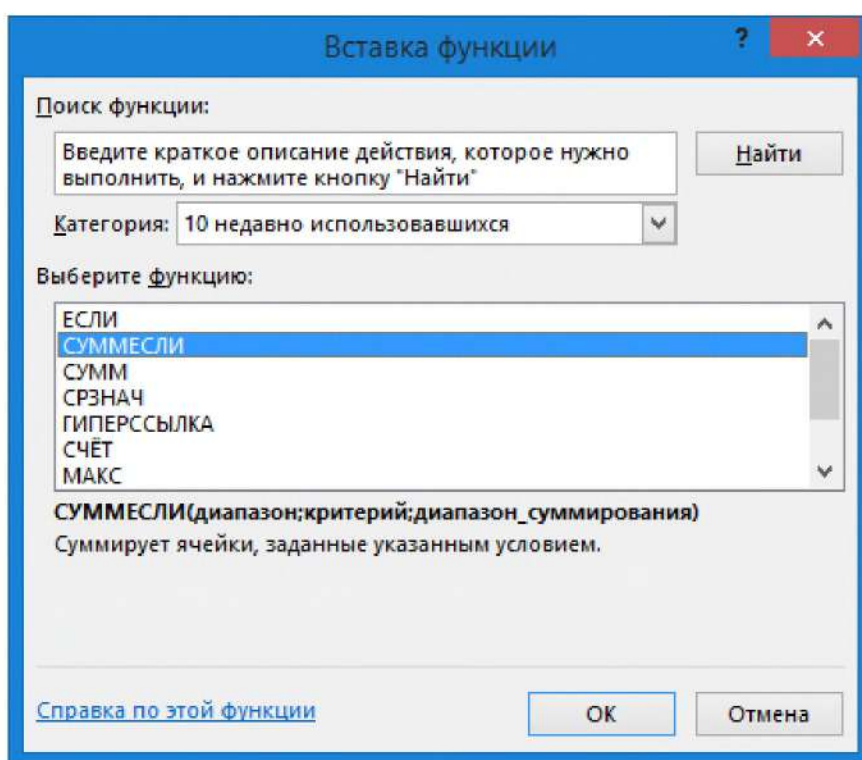 Вставка функции
?
Поиск функции:
Введите краткое описание действия, которое нужно
выполнить, и нажмите кнопку "Найти"
Найти
Категория: 10 недавно использовавшихся
Выберите функцию:
ЕСЛИ
СУММЕСЛИ
СУММ
СРЗНАЧ
ГИПЕРССЫЛКА
СЧЁТ
МАКС
СУММЕСЛИ(диапазон;критерий;диапазон_суммирования)
Суммирует ячейки, заданные указанным условием.
Справка по этой функции
ОК
Отмена